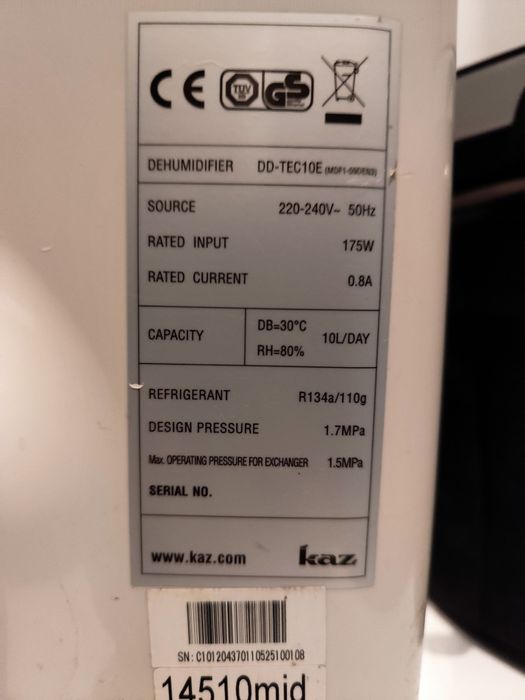 CE TÜV GS
DEHUMIDIFIER DD-TEC10E (MDF1-09DEN3)
SOURCE 220-240V~ 50Hz
RATED INPUT 175W
RATED CURRENT 0.8A
CAPACITY DB=30°C RH=80% 10L/DAY
REFRIGERANT R134a/110g
DESIGN PRESSURE 1.7MPa
Max. OPERATING PRESSURE FOR EXCHANGER 1.5MPa
SERIAL NO.
www.kaz.com kaz
SN: C101204370110525100108
14510mid